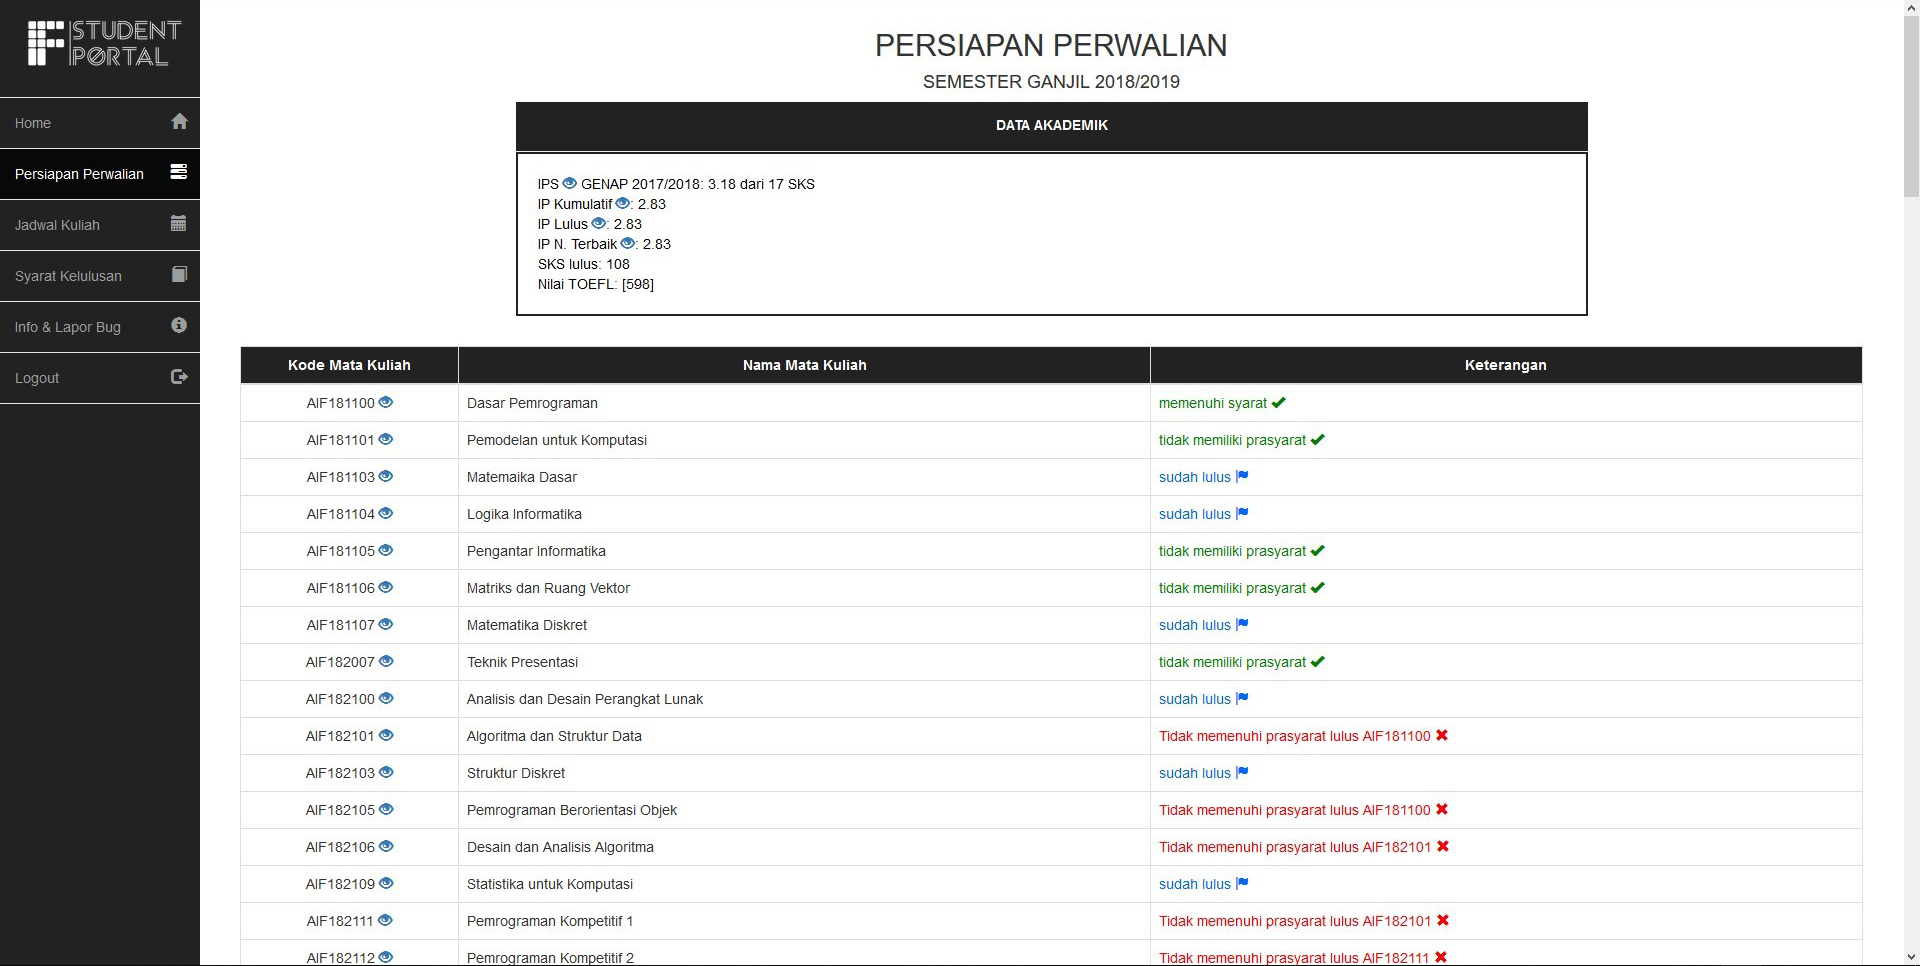 STUDENT
PØRTAL
Home
Persiapan Perwalian
Jadwal Kuliah
Syarat Kelulusan
Info & Lapor Bug
Logout
PERSIAPAN PERWALIAN
SEMESTER GANJIL 2018/2019
DATA AKADEMIK
IPS GENAP 2017/2018: 3.18 dari 17 SKS
IP Kumulatif : 2.83
IP Lulus : 2.83
IP N. Terbaik : 2.83
SKS lulus: 108
Nilai TOEFL: [598]
Kode Mata Kuliah Nama Mata Kuliah Keterangan
AIF181100 Dasar Pemrograman memenuhi syarat
AIF181101 Pemodelan untuk Komputasi tidak memiliki prasyarat
AIF181103 Matemaika Dasar sudah lulus
AIF181104 Logika Informatika sudah lulus
AIF181105 Pengantar Informatika tidak memiliki prasyarat
AIF181106 Matriks dan Ruang Vektor tidak memiliki prasyarat
AIF181107 Matematika Diskret sudah lulus
AIF182007 Teknik Presentasi tidak memiliki prasyarat
AIF182100 Analisis dan Desain Perangkat Lunak sudah lulus
AIF182101 Algoritma dan Struktur Data Tidak memenuhi prasyarat lulus AIF181100
AIF182103 Struktur Diskret sudah lulus
AIF182105 Pemrograman Berorientasi Objek Tidak memenuhi prasyarat lulus AIF181100
AIF182106 Desain dan Analisis Algoritma Tidak memenuhi prasyarat lulus AIF182101
AIF182109 Statistika untuk Komputasi sudah lulus
AIF182111 Pemrograman Kompetitif 1 Tidak memenuhi prasyarat lulus AIF182101
AIF182112 Pemrograman Kompetitif 2 Tidak memenuhi prasyarat lulus AIF182111